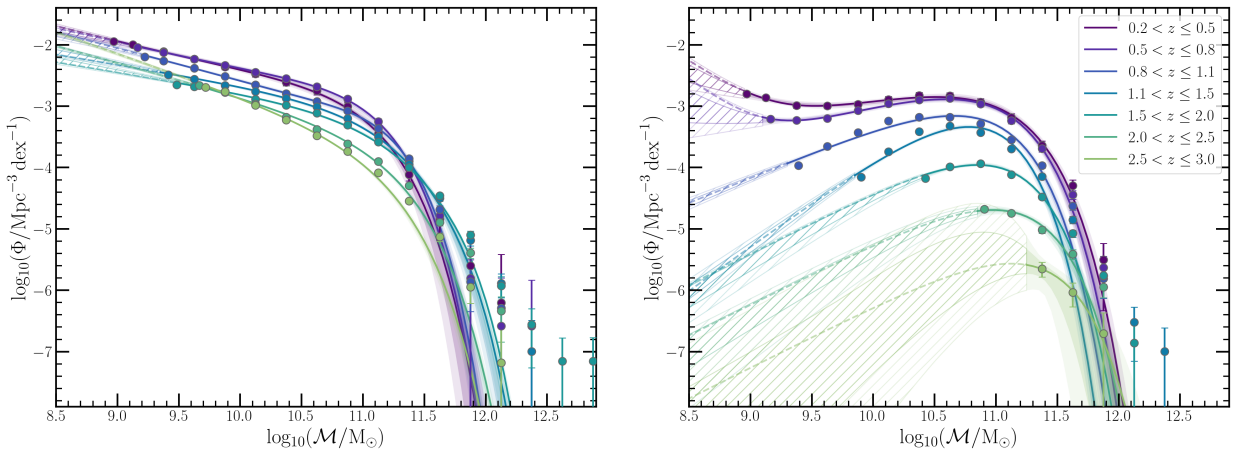 log₁₀(Φ/Mpc⁻³ dex⁻¹)
−2
−3
−4
−5
−6
−7
8.5 9.0 9.5 10.0 10.5 11.0 11.5 12.0 12.5
log₁₀(ℳ/M☉)
log₁₀(Φ/Mpc⁻³ dex⁻¹)
−2
−3
−4
−5
−6
−7
8.5 9.0 9.5 10.0 10.5 11.0 11.5 12.0 12.5
log₁₀(ℳ/M☉)
0.2 < z ≤ 0.5
0.5 < z ≤ 0.8
0.8 < z ≤ 1.1
1.1 < z ≤ 1.5
1.5 < z ≤ 2.0
2.0 < z ≤ 2.5
2.5 < z ≤ 3.0